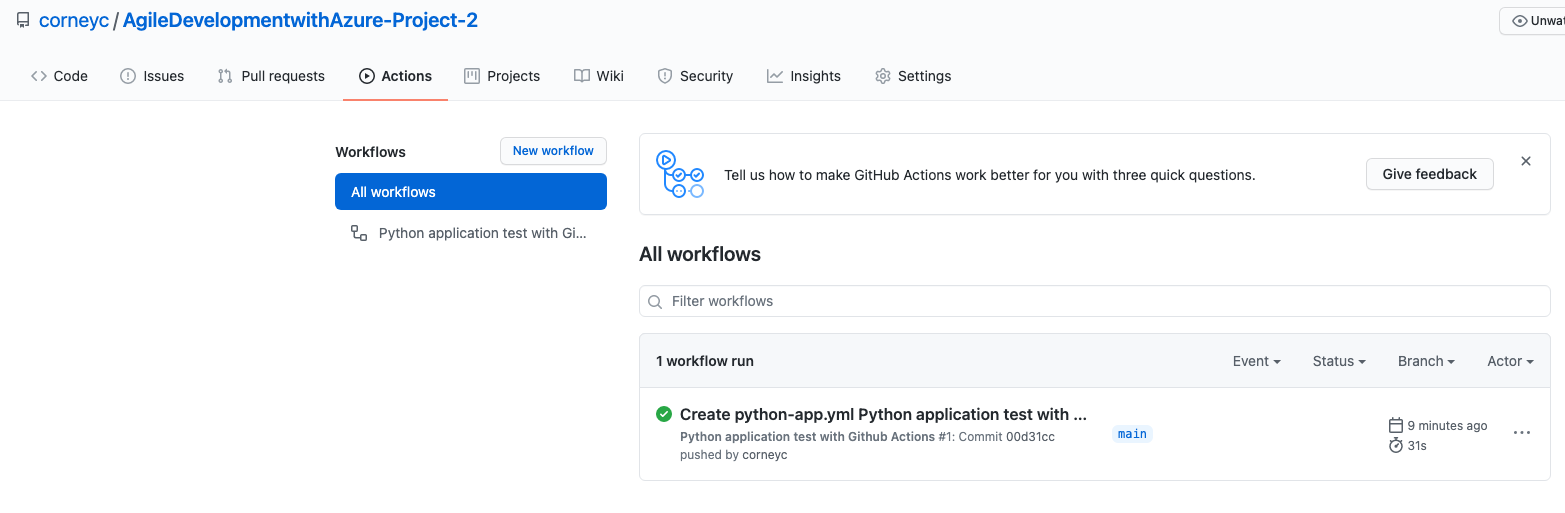 corneyc / AgileDevelopmentwithAzure-Project-2
Unwat
Code Issues Pull requests Actions Projects Wiki Security Insights Settings
Workflows
New workflow
All workflows
Python application test with Gi...
Tell us how to make GitHub Actions work better for you with three quick questions.
Give feedback
All workflows
Filter workflows
1 workflow run
Event Status Branch Actor
Create python-app.yml Python application test with ...
Python application test with Github Actions #1: Commit 00d31cc
pushed by corneyc
main
9 minutes ago
31s